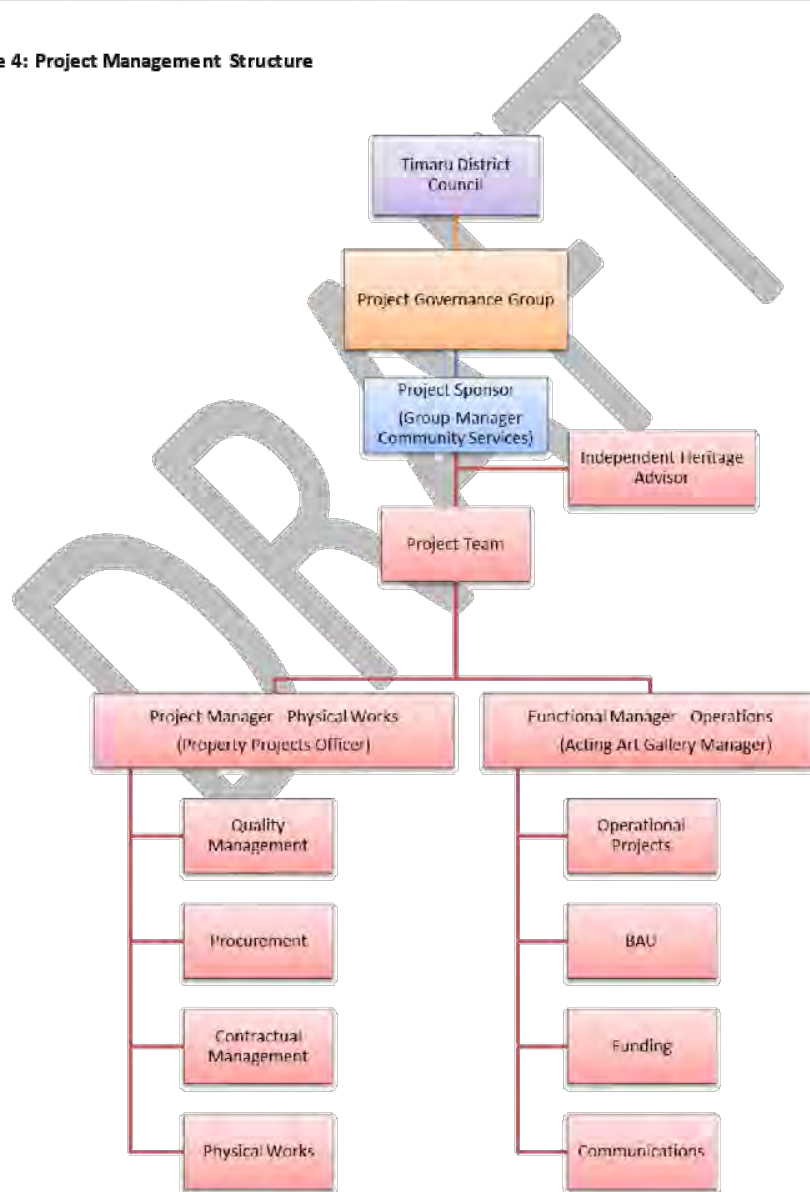 e 4: Project Management Structure
DRAFT
Timaru District
Council
Project Governance Group
Project Sponsor
(Group Manager
Community Services)
Independent Heritage
Advisor
Project Team
Project Manager Physical Works
(Property Projects Officer)
Functional Manager Operations
(Acting Art Gallery Manager)
Quality
Management
Operational
Projects
Procurement
BAU
Contractual
Management
Funding
Physical Works
Communications